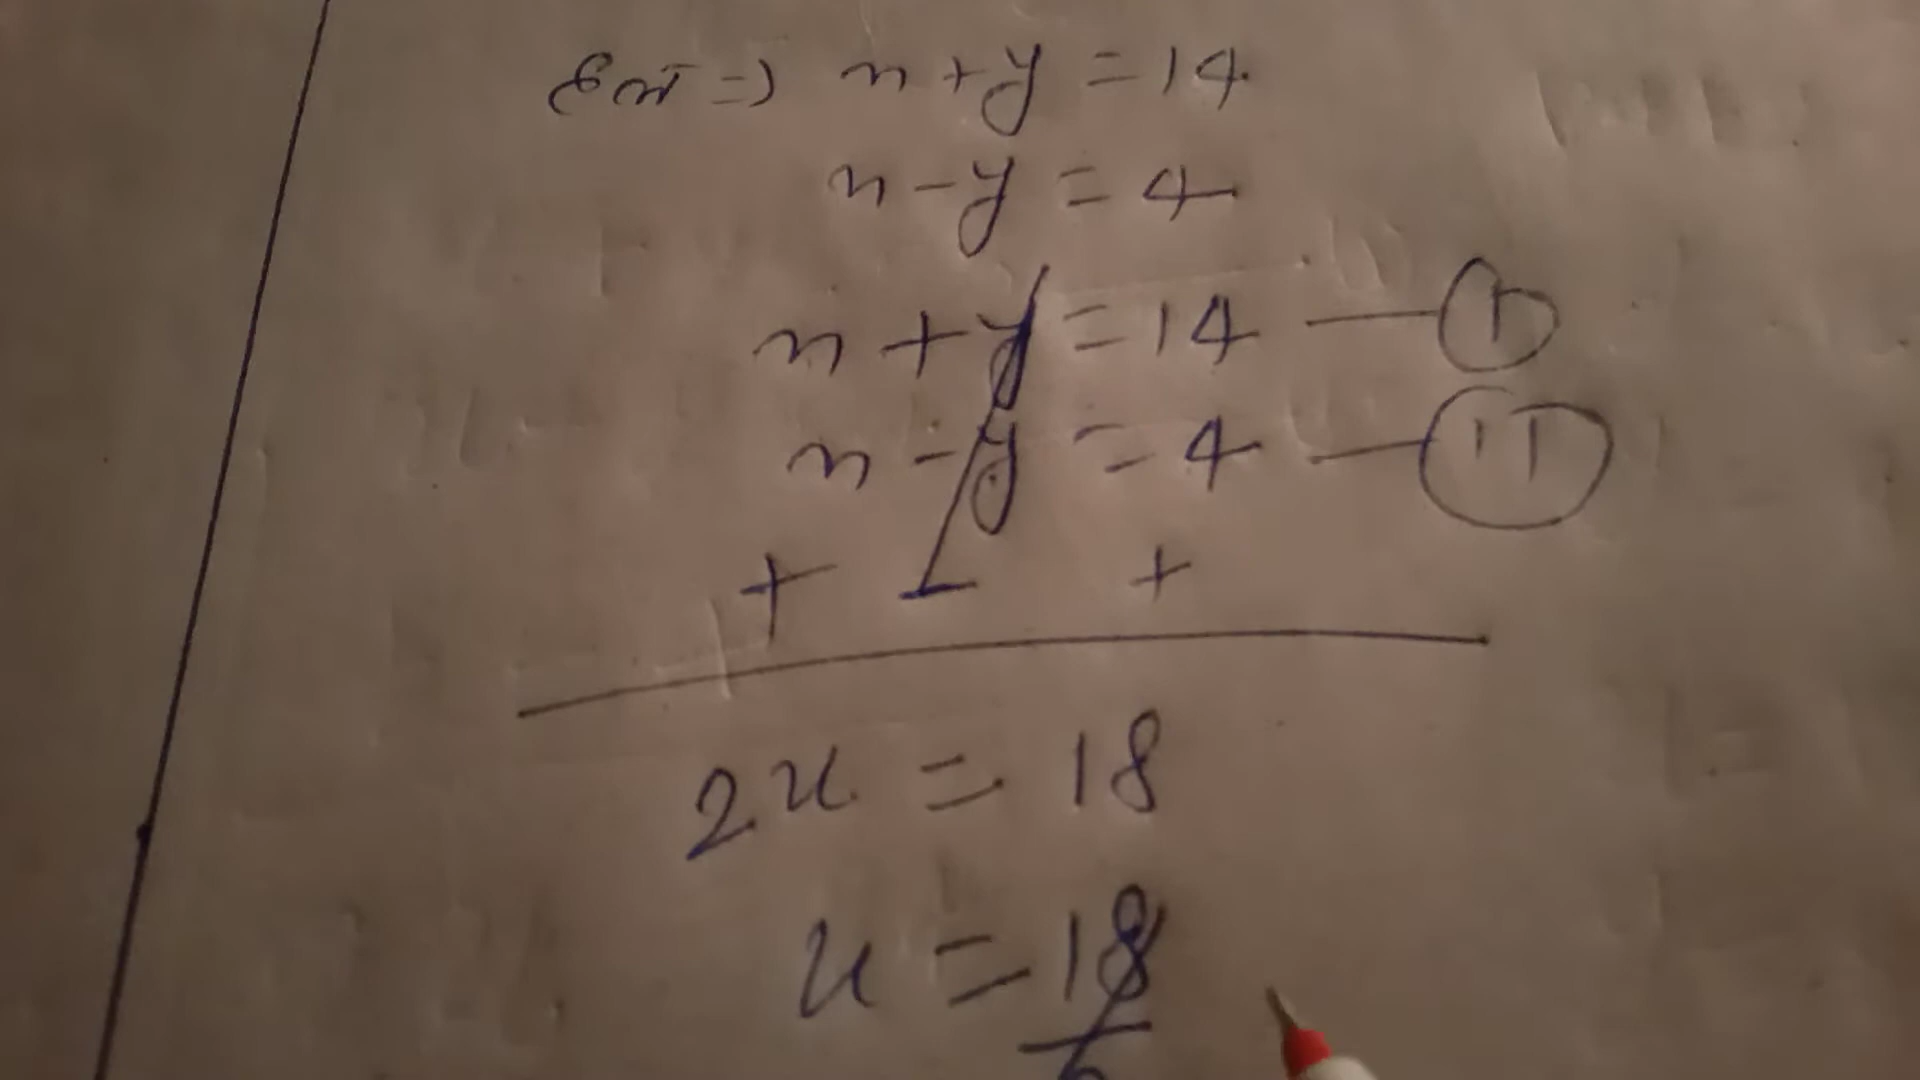 हल => x + y = 14
x - y = 4
x + y = 14 — (I)
x - y = 4 — (II)
+ - +
2x = 18
x = 18